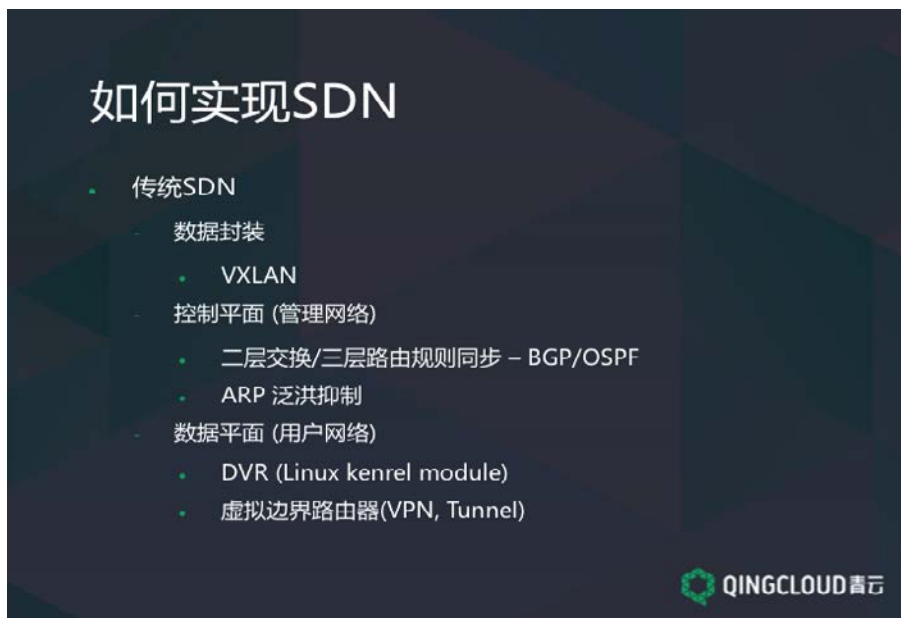 如何实现SDN
传统SDN
数据封装
VXLAN
控制平面 (管理网络)
二层交换/三层路由规则同步 – BGP/OSPF
ARP 泛洪抑制
数据平面 (用户网络)
DVR (Linux kenrel module)
虚拟边界路由器(VPN, Tunnel)
QINGCLOUD青云